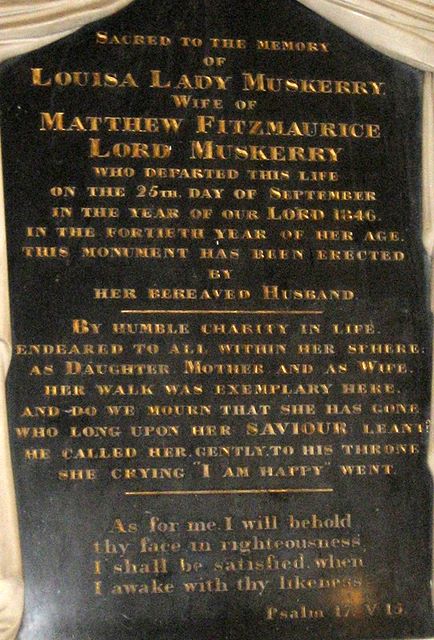 Sacred to the memory
of
Louisa Lady Muskerry,
Wife of
Matthew Fitzmaurice
Lord Muskerry
who departed this life
on the 25th. day of September
in the year of our Lord 1846.
in the fortieth year of her age.
This monument has been erected
by
her bereaved Husband
By humble charity in life.
endeared to all within her sphere.
as Daughter Mother and as Wife.
her walk was exemplary here.
and do we mourn that she has gone
who long upon her SAVIOUR leant
He called her, gently, to his throne
she crying "I am happy" went
As for me, I will behold
thy face in righteousness,
I shall be satisfied, when
I awake with thy likeness
Psalm 17. V 15.